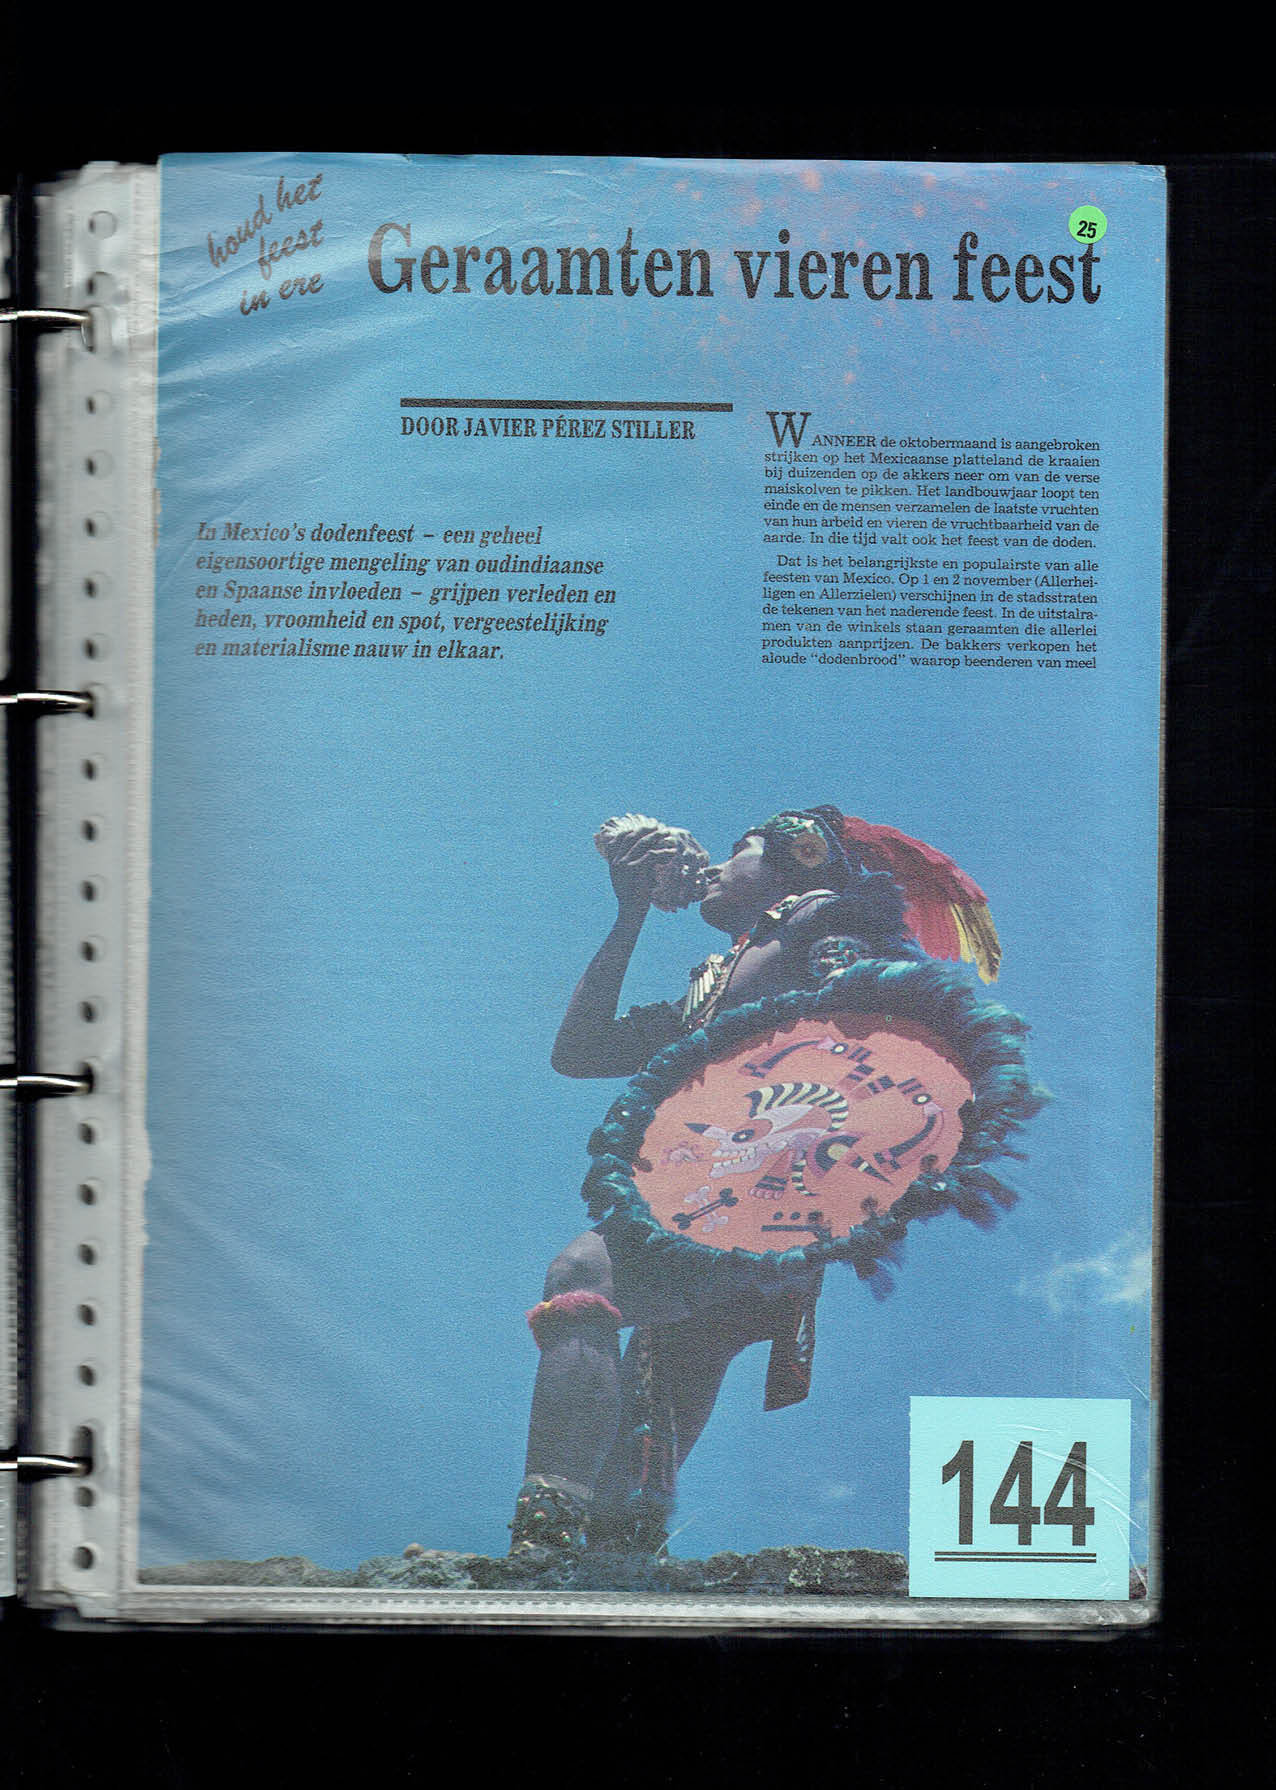 houd het
feest
in ere
Geraamten vieren feest
25
DOOR JAVIER PÉREZ STILLER
In Mexico's dodenfeest – een geheel
eigensoortige mengeling van oudindiaanse
en Spaanse invloeden – grijpen verleden en
heden, vroomheid en spot, vergeestelijking
en materialisme nauw in elkaar.
WANNEER de oktobermaand is aangebroken
strijken op het Mexicaanse platteland de kraaien
bij duizenden op de akkers neer om van de verse
maiskolven te pikken. Het landbouwjaar loopt ten
einde en de mensen verzamelen de laatste vruchten
van hun arbeid en vieren de vruchtbaarheid van de
aarde. In die tijd valt ook het feest van de doden.
Dat is het belangrijkste en populairste van alle
feesten van Mexico. Op 1 en 2 november (Allerhei-
ligen en Allerzielen) verschijnen in de stadsstraten
de tekenen van het naderende feest. In de uitstalra-
men van de winkels staan geraamten die allerlei
produkten aanprijzen. De bakkers verkopen het
aloude "dodenbrood" waarop beenderen van meel
144